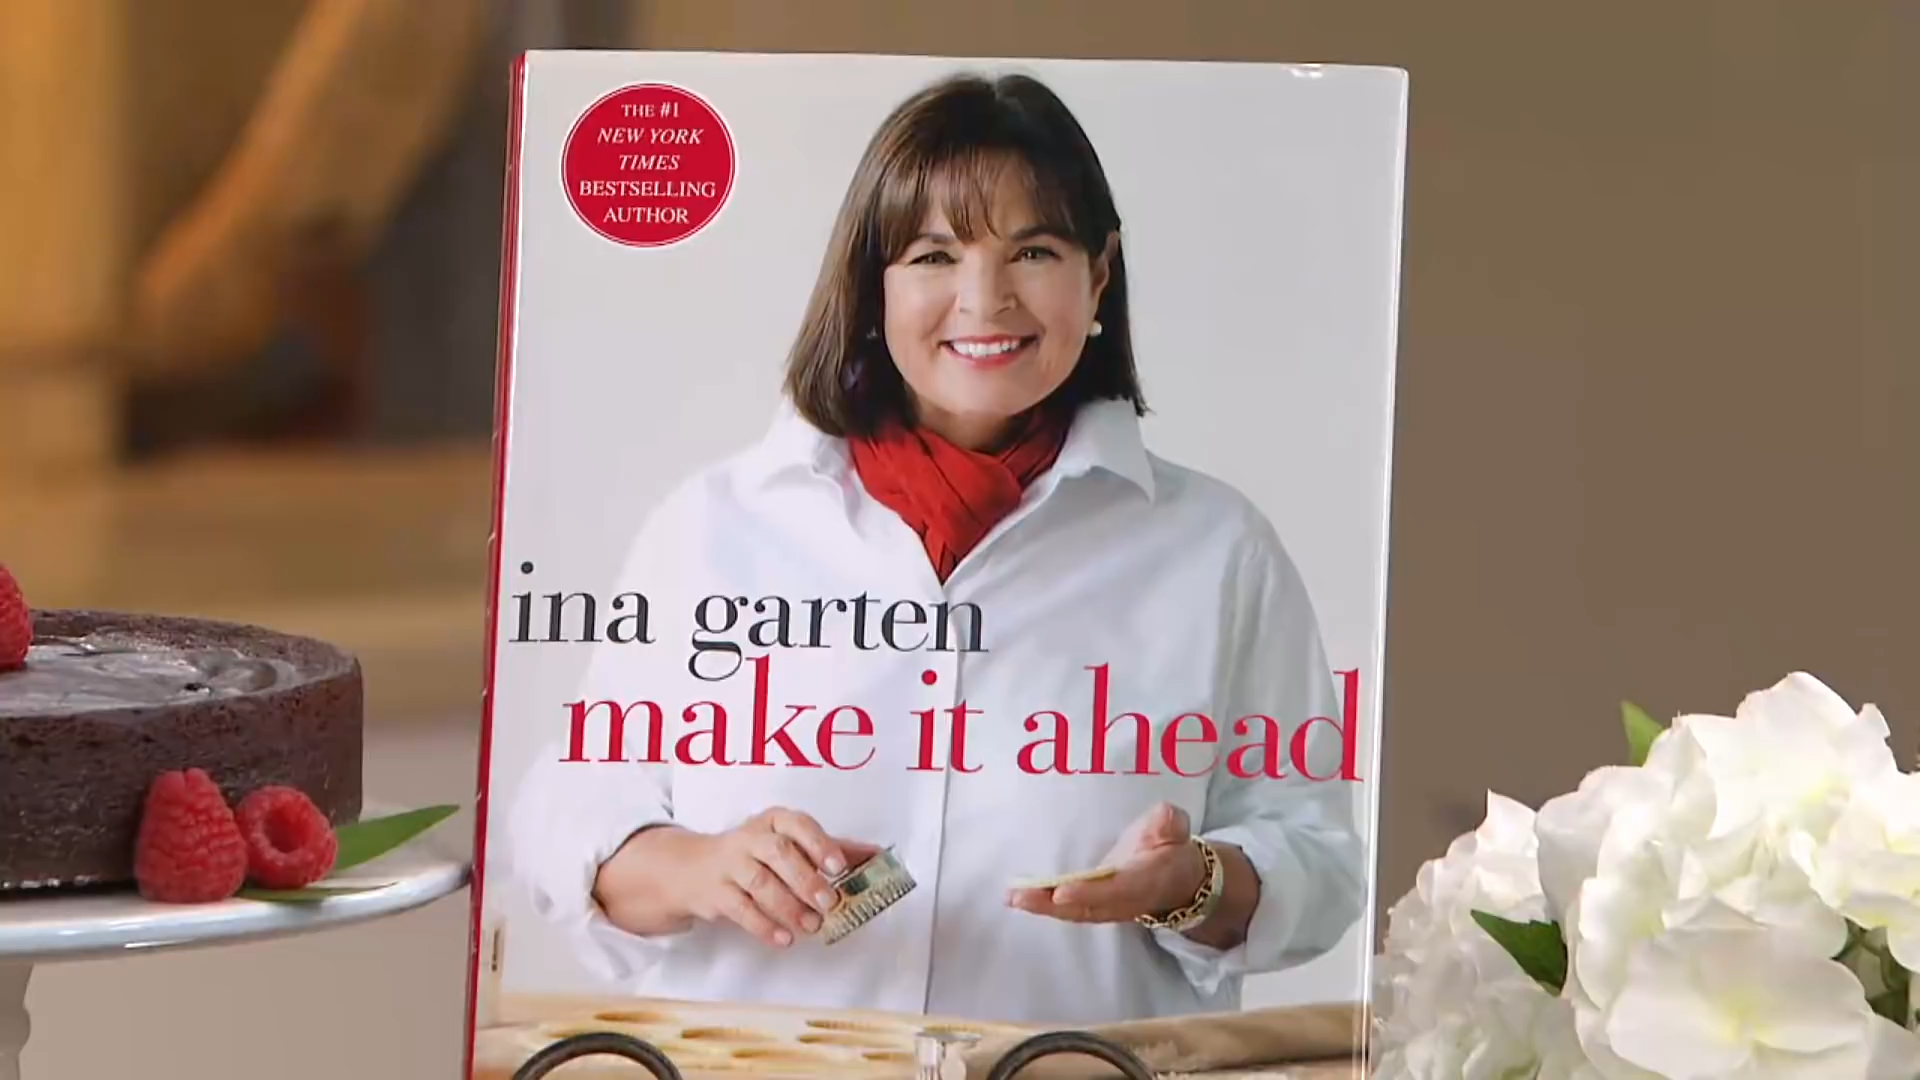 THE #1
NEW YORK
TIMES
BESTSELLING
AUTHOR
ina garten
make it ahead